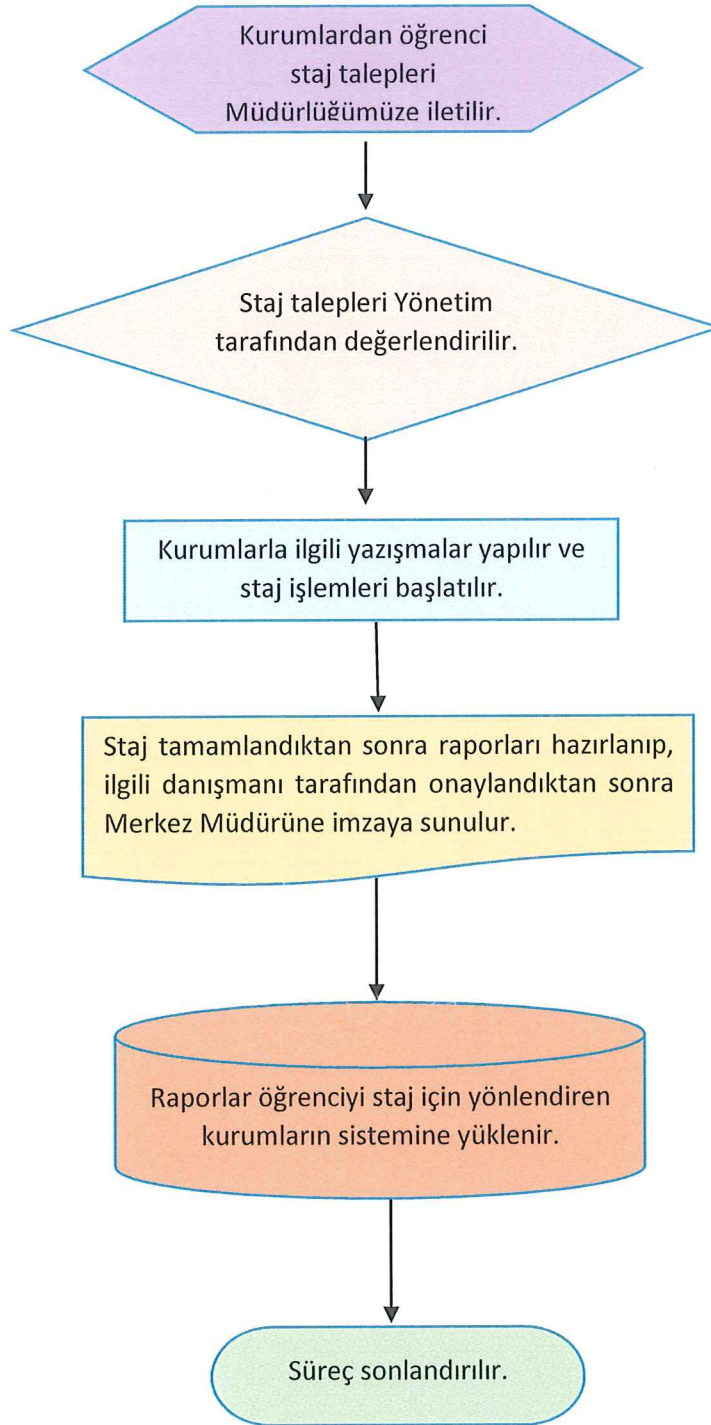 Kurumlardan öğrenci
staj talepleri
Müdürlüğümüze iletilir.
Staj talepleri Yönetim
tarafından değerlendirilir.
Kurumlarla ilgili yazışmalar yapılır ve
staj işlemleri başlatılır.
Staj tamamlandıktan sonra raporları hazırlanıp,
ilgili danışmanı tarafından onaylandıktan sonra
Merkez Müdürüne imzaya sunulur.
Raporlar öğrenciyi staj için yönlendiren
kurumların sistemine yüklenir.
Süreç sonlandırılır.